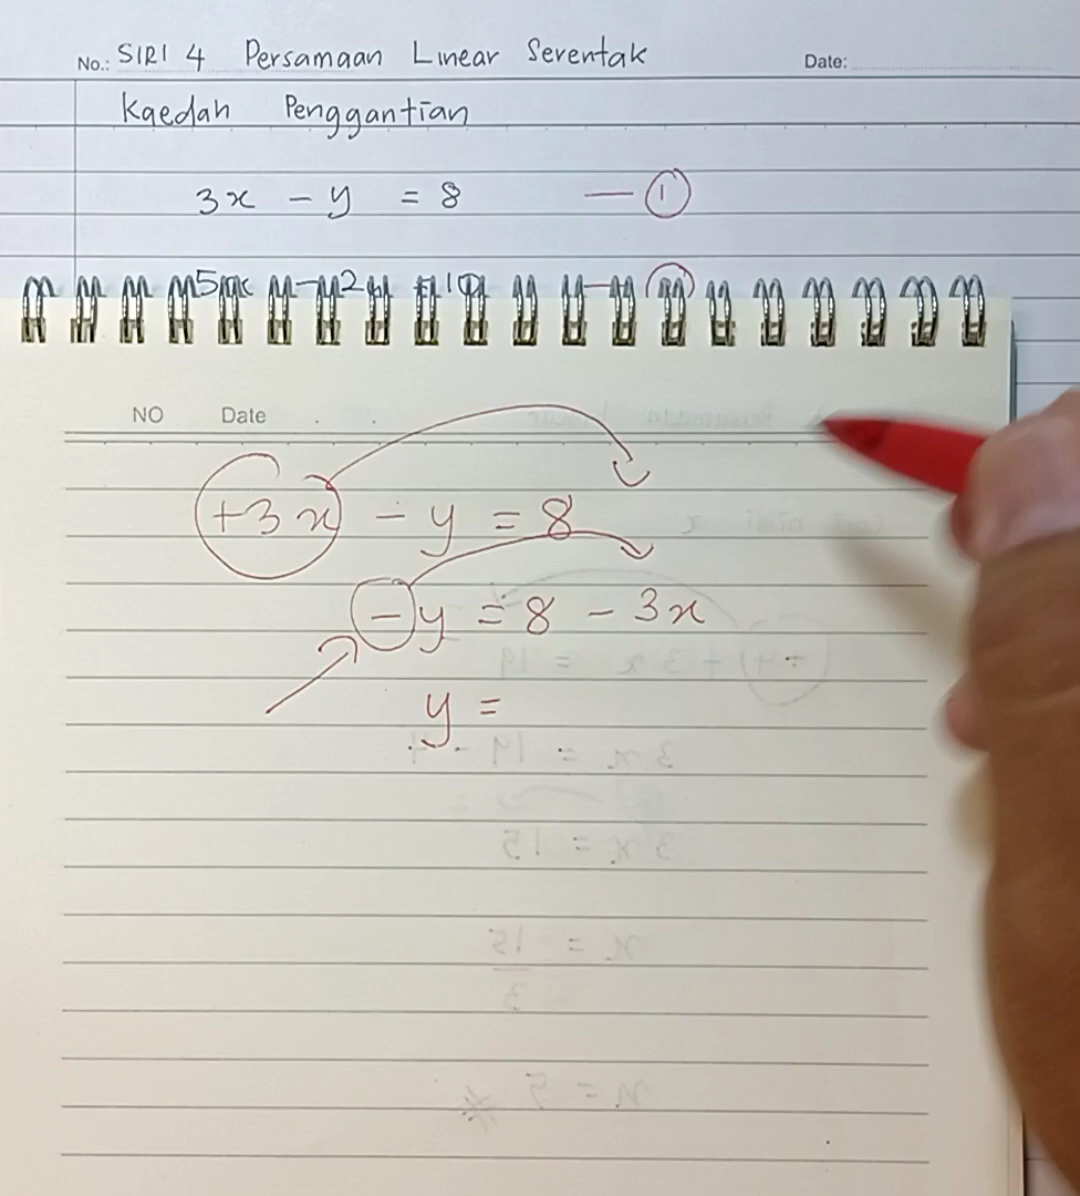 No.: SIRI 4 Persamaan Linear Serentak Date:
Kaedah Penggantian
3x - y = 8 — ①
NO Date
+3x - y = 8
-y = 8 - 3x
y =